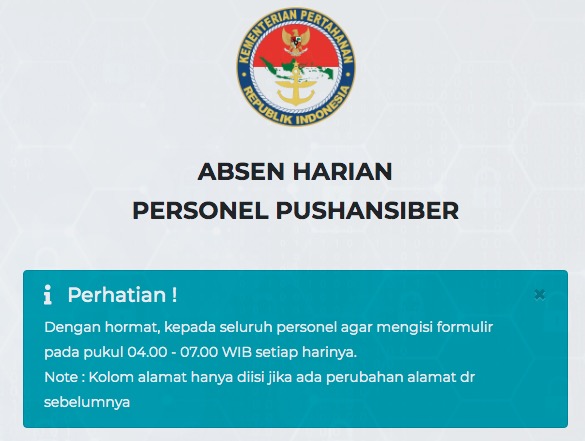 KEMENTERIAN PERTAHANAN
REPUBLIK INDONESIA
ABSEN HARIAN
PERSONEL PUSHANSIBER
Perhatian !
Dengan hormat, kepada seluruh personel agar mengisi formulir
pada pukul 04.00 - 07.00 WIB setiap harinya.
Note : Kolom alamat hanya diisi jika ada perubahan alamat dr
sebelumnya